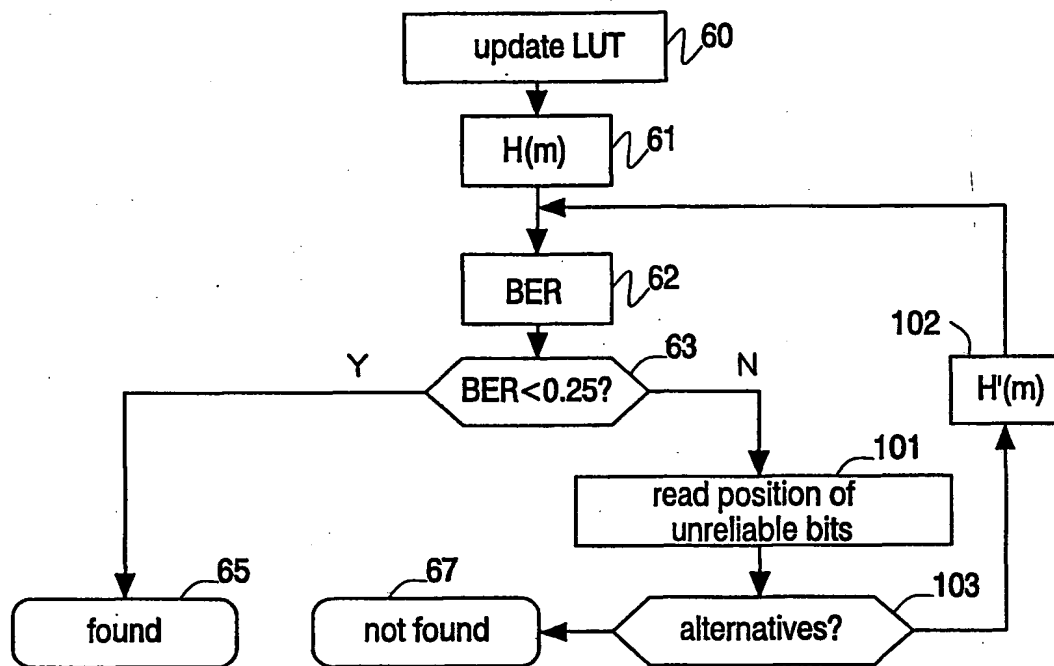 update LUT
60
H(m)
61
BER
62
102
63
Y
BER<0.25?
N
H'(m)
101
read position of
unreliable bits
65
67
103
found
not found
alternatives?